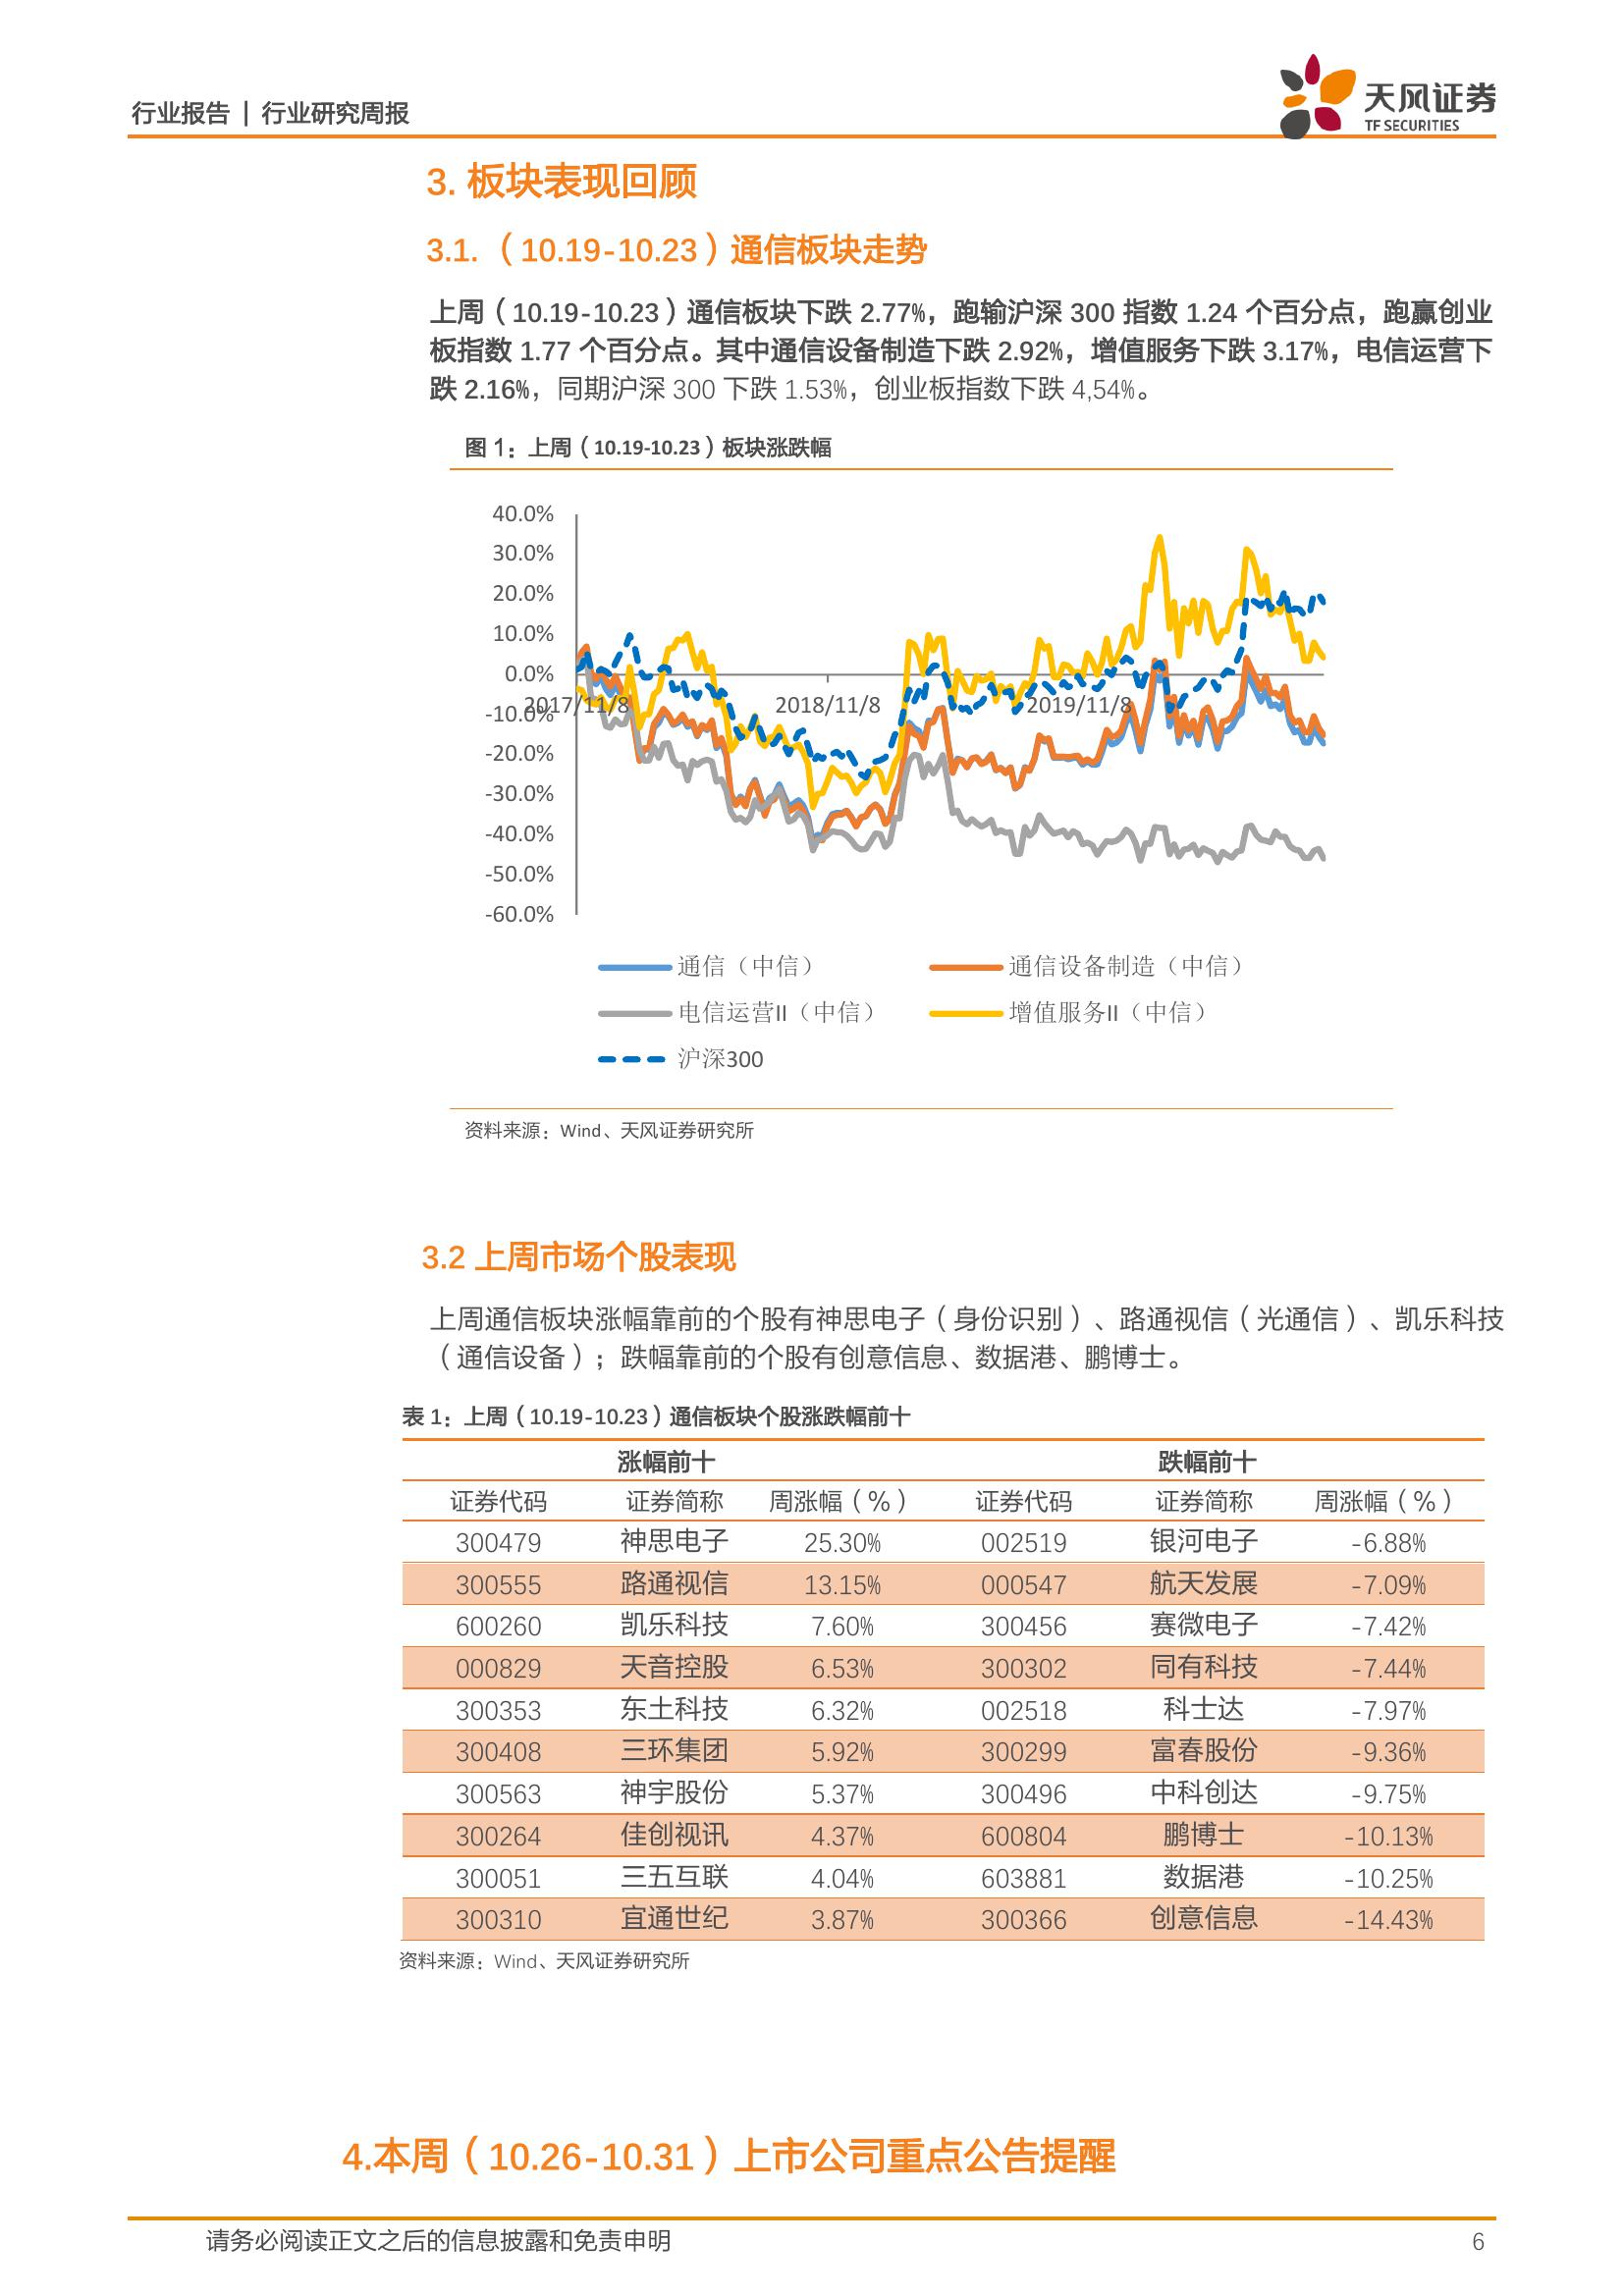 行业报告 | 行业研究周报
天风证券
TF SECURITIES
3. 板块表现回顾
3.1.（10.19-10.23）通信板块走势
上周（10.19-10.23）通信板块下跌 2.77%，跑输沪深 300 指数 1.24 个百分点，跑赢创业
板指数 1.77 个百分点。其中通信设备制造下跌 2.92%，增值服务下跌 3.17%，电信运营下
跌 2.16%，同期沪深 300 下跌 1.53%，创业板指数下跌 4,54%。
图 1：上周（10.19-10.23）板块涨跌幅
40.0%
30.0%
20.0%
10.0%
0.0%
-10.0%
-20.0%
-30.0%
-40.0%
-50.0%
-60.0%
2017/11/8 2018/11/8 2019/11/8
通信（中信） 通信设备制造（中信）
电信运营II（中信） 增值服务II（中信）
沪深300
资料来源：Wind、天风证券研究所
3.2 上周市场个股表现
上周通信板块涨幅靠前的个股有神思电子（身份识别）、路通视信（光通信）、凯乐科技
（通信设备）；跌幅靠前的个股有创意信息、数据港、鹏博士。
表 1：上周（10.19-10.23）通信板块个股涨跌幅前十
涨幅前十 跌幅前十
证券代码 证券简称 周涨幅（%） 证券代码 证券简称 周涨幅（%）
300479 神思电子 25.30% 002519 银河电子 -6.88%
300555 路通视信 13.15% 000547 航天发展 -7.09%
600260 凯乐科技 7.60% 300456 赛微电子 -7.42%
000829 天音控股 6.53% 300302 同有科技 -7.44%
300353 东土科技 6.32% 002518 科士达 -7.97%
300408 三环集团 5.92% 300299 富春股份 -9.36%
300563 神宇股份 5.37% 300496 中科创达 -9.75%
300264 佳创视讯 4.37% 600804 鹏博士 -10.13%
300051 三五互联 4.04% 603881 数据港 -10.25%
300310 宜通世纪 3.87% 300366 创意信息 -14.43%
资料来源：Wind、天风证券研究所
4.本周（10.26-10.31）上市公司重点公告提醒
请务必阅读正文之后的信息披露和免责申明 6